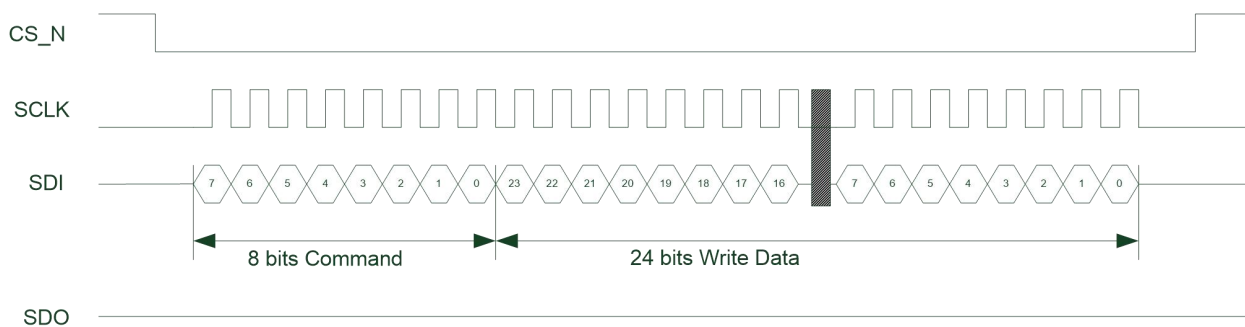 CS_N
SCLK
SDI
7 6 5 4 3 2 1 0 23 22 21 20 19 18 17 16 7 6 5 4 3 2 1 0
8 bits Command
24 bits Write Data
SDO